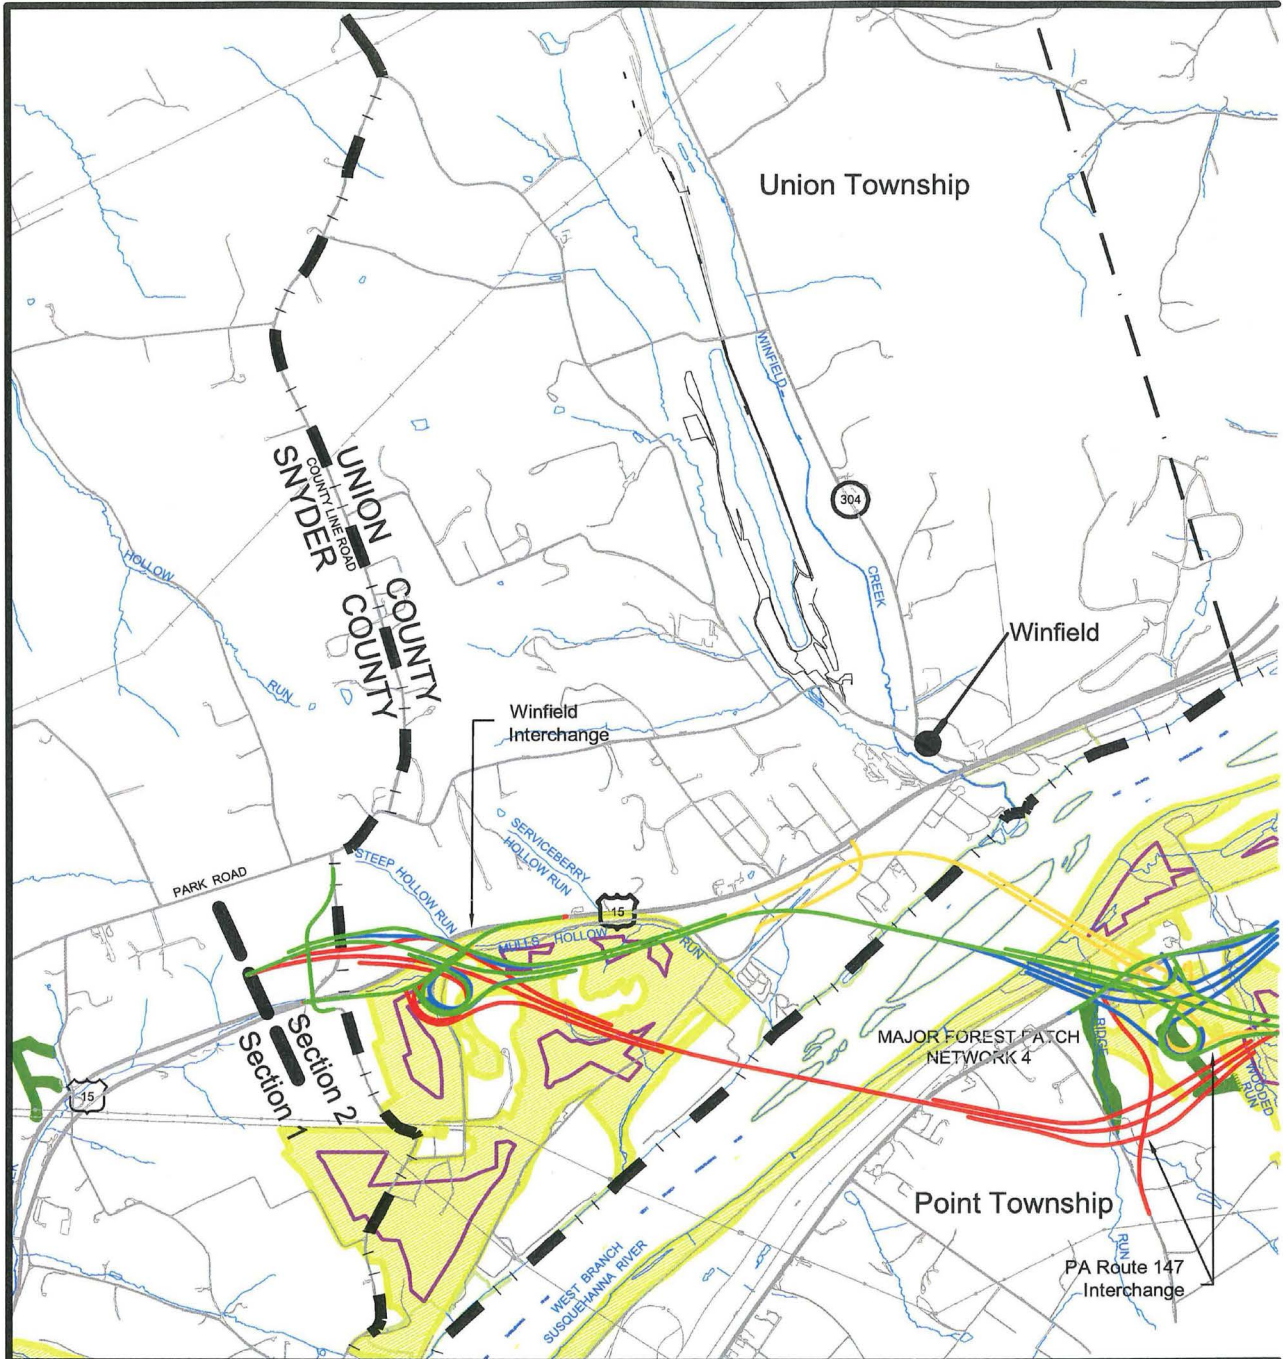 Union Township
WINFIELD
UNION
COUNTY
COUNTY LINE ROAD
SNYDER
COUNTY
304
HOLLOW
RUN
CREEK
Winfield
Winfield
Interchange
SERVICEBERRY
HOLLOW RUN
STEEP HOLLOW RUN
PARK ROAD
15
MULLS HOLLOW
RUN
Section 2
Section 1
15
MAJOR FOREST PATCH
NETWORK 4
RIDGE
RUN
WOODED
RUN
Point Township
PA Route 147
Interchange
WEST BRANCH
SUSQUEHANNA RIVER